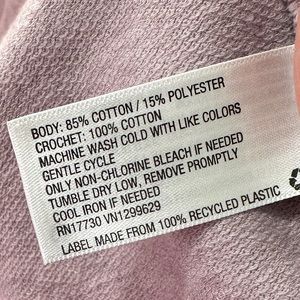 BODY: 85% COTTON / 15% POLYESTER
CROCHET: 100% COTTON
MACHINE WASH COLD WITH LIKE COLORS
GENTLE CYCLE
ONLY NON-CHLORINE BLEACH IF NEEDED
TUMBLE DRY LOW, REMOVE PROMPTLY
COOL IRON IF NEEDED
RN17730 VN1299629
LABEL MADE FROM 100% RECYCLED PLASTIC